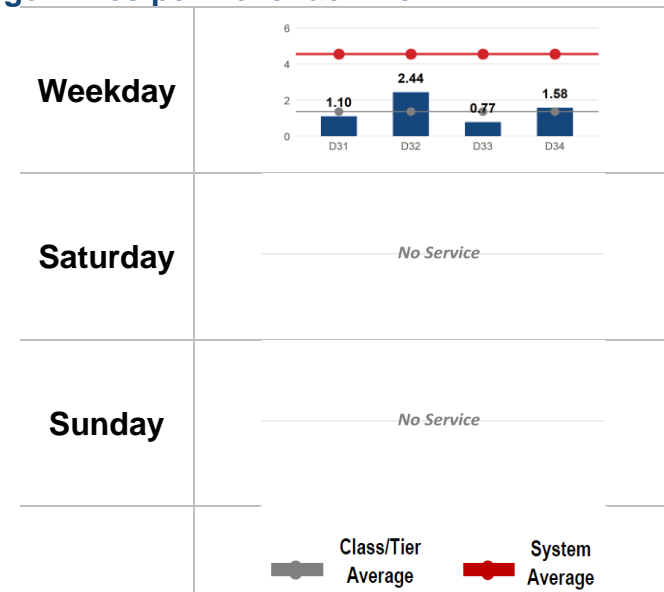 Weekday
6
4
2
0
1.10
2.44
0.77
1.58
D31
D32
D33
D34
Saturday
No Service
Sunday
No Service
Class/Tier
Average
System
Average